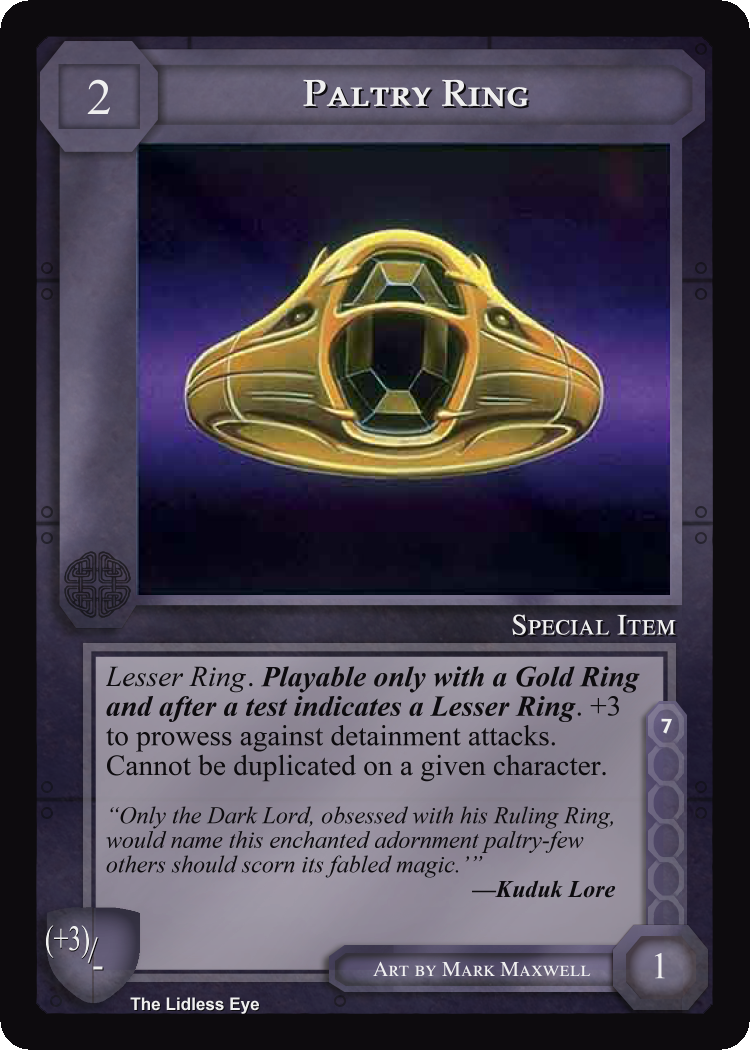 2
Paltry Ring
Special Item
Lesser Ring. Playable only with a Gold Ring
and after a test indicates a Lesser Ring. +3
to prowess against detainment attacks.
Cannot be duplicated on a given character.
7
“Only the Dark Lord, obsessed with his Ruling Ring,
would name this enchanted adornment paltry-few
others should scorn its fabled magic.’”
—Kuduk Lore
(+3)/-
Art by Mark Maxwell
1
The Lidless Eye